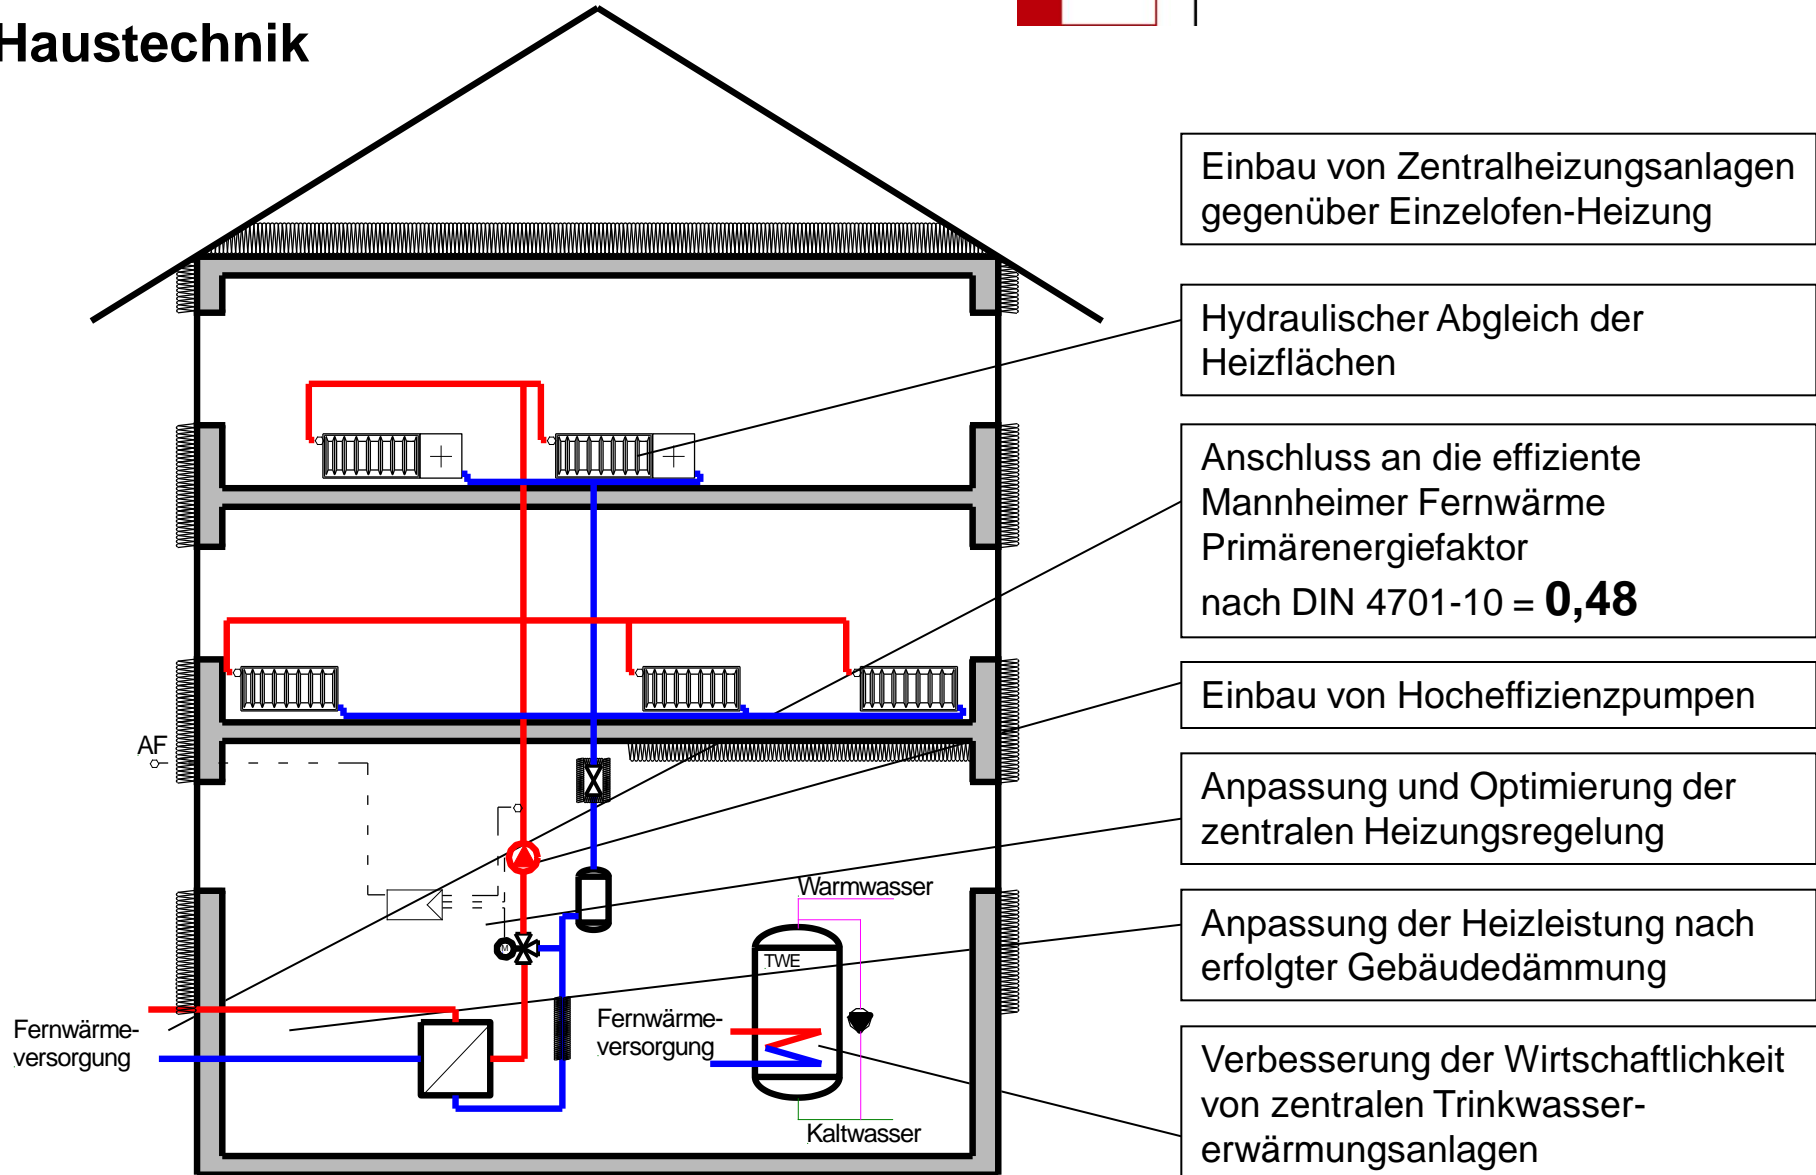 Haustechnik
Einbau von Zentralheizungsanlagen
gegenüber Einzelofen-Heizung
Hydraulischer Abgleich der
Heizflächen
Anschluss an die effiziente
Mannheimer Fernwärme
Primärenergiefaktor
nach DIN 4701-10 = 0,48
Einbau von Hocheffizienzpumpen
Anpassung und Optimierung der
zentralen Heizungsregelung
Anpassung der Heizleistung nach
erfolgter Gebäudedämmung
Verbesserung der Wirtschaftlichkeit
von zentralen Trinkwasser-
erwärmungsanlagen
AF
M
Warmwasser
TWE
Fernwärme-
versorgung
Fernwärme-
versorgung
Kaltwasser